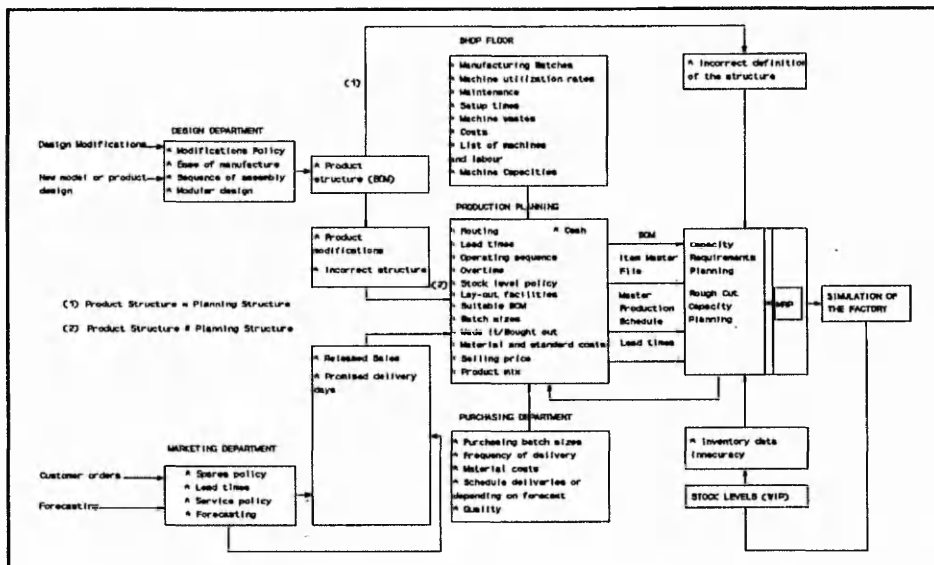 SHOP FLOOR
^ Manufacturing Batches
^ Machine utilization rates
^ Maintenance
^ Setup times
^ Machine wastes
^ Costs
^ List of machines
and labour
^ Machine Capacities
(1)
^ Incorrect definition
of the structure
DESIGN DEPARTMENT
Design Modifications
New model or product
design
^ Modifications Policy
^ Ease of manufacture
^ Sequence of assembly
^ Modular design
^ Product
structure (BOM)
^ Product
modifications
^ Incorrect structure
(2)
PRODUCTION PLANNING
^ Routing ^ Cash
^ Lead times
^ Operating sequence
^ Overtime
^ Stock level policy
^ Lay-out facilities
^ Suitable BOM
^ Batch sizes
^ Made it/Bought out
^ Material and standard costs
^ Selling price
^ Product mix
BOM
Item Master
File
Master
Production
Schedule
Lead times
Capacity
Requirements
Planning
Rough Cut
Capacity
Planning
MRP
SIMULATION OF
THE FACTORY
(1) Product Structure = Planning Structure
(2) Product Structure # Planning Structure
^ Released Sales
^ Promised delivery
days
MARKETING DEPARTMENT
Customer orders
Forecasting
^ Spares policy
^ Lead times
^ Service policy
^ Forecasting
PURCHASING DEPARTMENT
^ Purchasing batch sizes
^ Frequency of delivery
^ Material costs
^ Schedule deliveries or
depending on forecast
^ Quality
^ Inventory data
innecuracy
STOCK LEVELS (WIP)